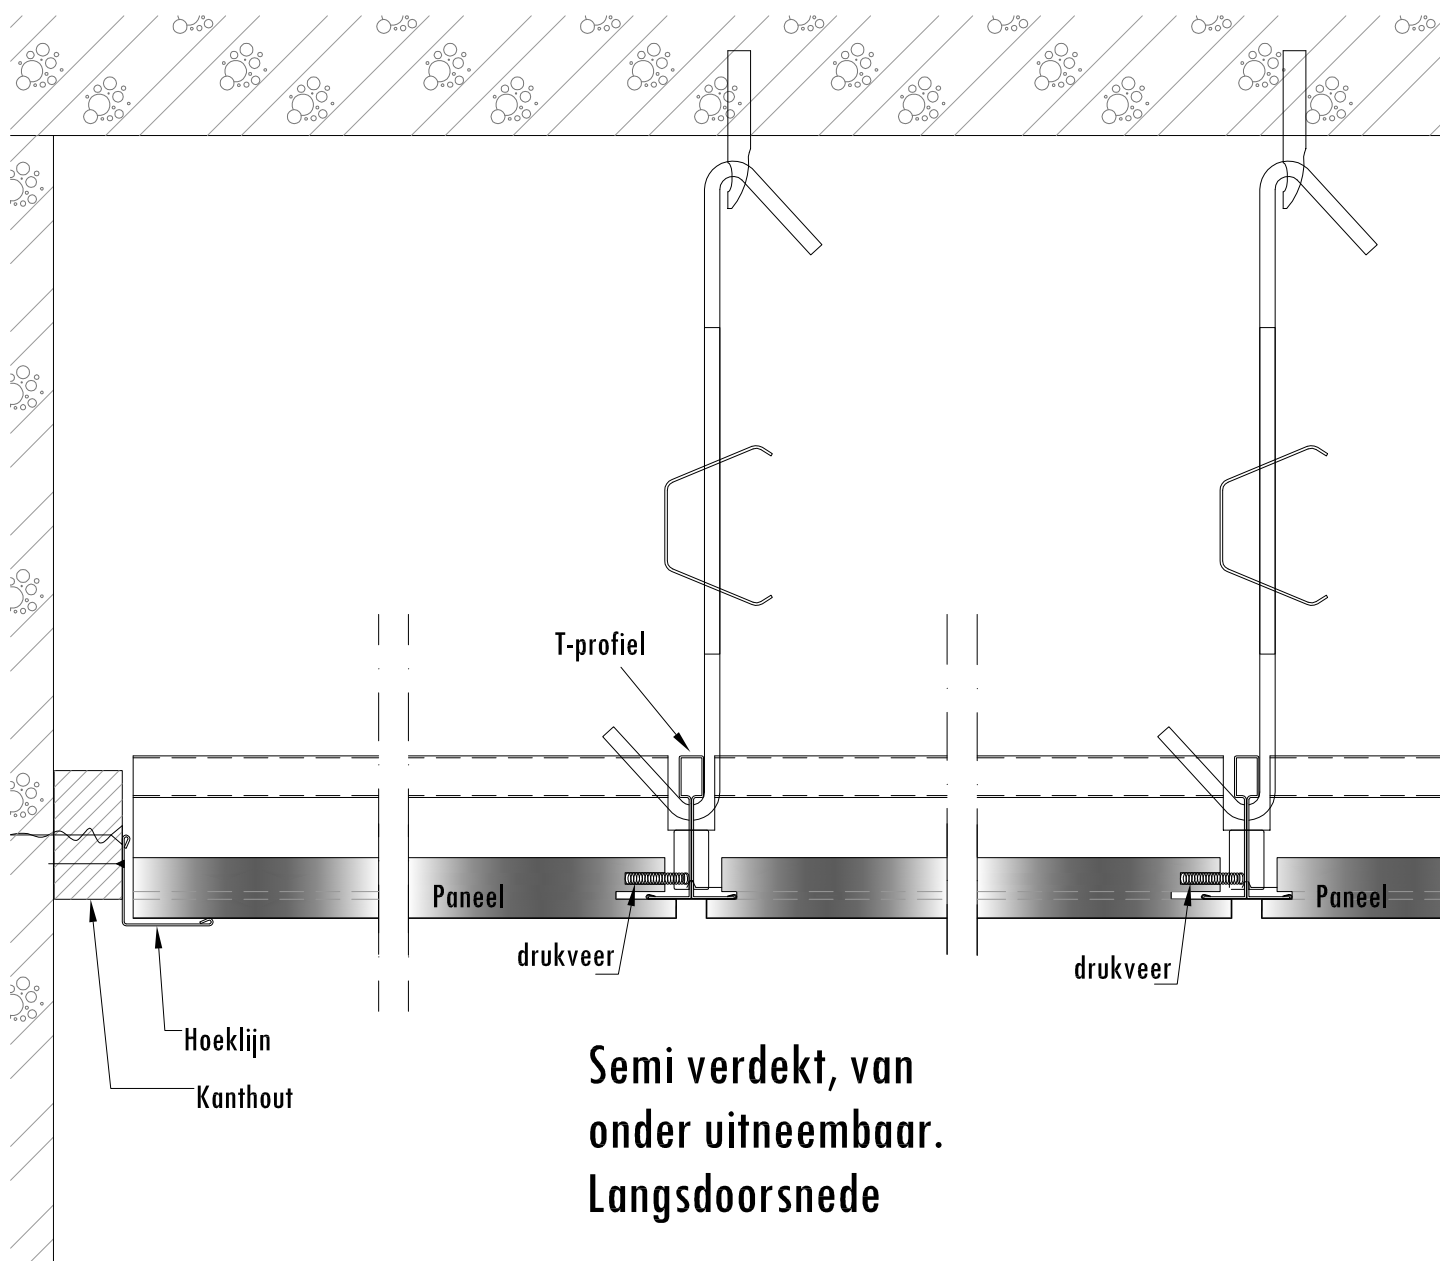 T-profiel
Paneel
Paneel
drukveer
drukveer
Hoeklijn
Kanthout
Semi verdekt, van
onder uitneembaar.
Langsdoorsnede